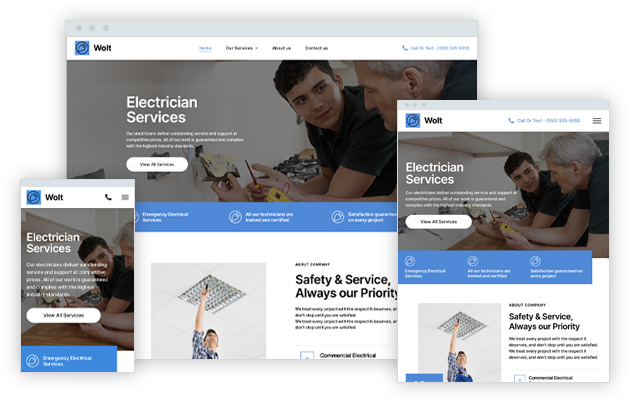 Wolt
Home
Our Services
About us
Contact us
Call Or Text - (555) 555-5555
Electrician
Services
Our electricians deliver outstanding service and support at
competitive prices. All of our work is guaranteed and complies
with the highest industry standards.
View All Services
Emergency Electrical
Services
All our technicians are
trained and certified
Satisfaction guarantee
on every project
ABOUT COMPANY
Safety & Service,
Always our Priority
We treat every project with the respect it deserves, and
don't stop until you are satisfied.
We treat every project with the respect it deserves, and
don't stop until you are satisfied.
Commercial Electrical
Wolt
Call Or Text - (555) 555-5555
Electrician
Services
Our electricians deliver outstanding service and support at
competitive prices. All of our work is guaranteed and
complies with the highest industry standards.
View All Services
Emergency Electrical
Services
All our technicians are
trained and certified
Satisfaction guaranteed on
every project
ABOUT COMPANY
Safety & Service,
Always our Priority
We treat every project with the respect it
deserves, and don't stop until you are satisfied.
We treat every project with the respect it
deserves, and don't stop until you are satisfied.
Commercial Electrical
Wolt
Electrician
Services
Our electricians deliver outstanding
service and support at competitive
prices. All of our work is guaranteed
and complies with the highest
industry standards.
View All Services
Emergency Electrical
Services